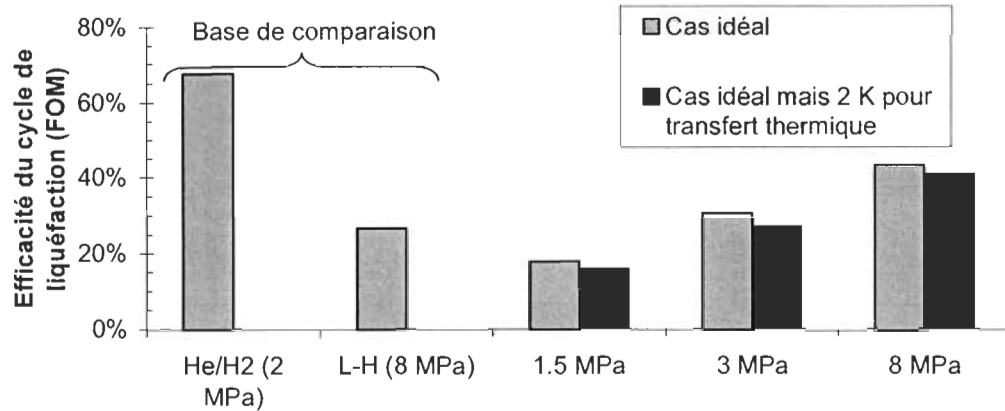 Efficacité du cycle de
liquéfaction (FOM)
80%
60%
40%
20%
0%
Base de comparaison
Cas idéal
Cas idéal mais 2 K pour
transfert thermique
He/H2 (2
MPa)
L-H (8 MPa)
1.5 MPa
3 MPa
8 MPa